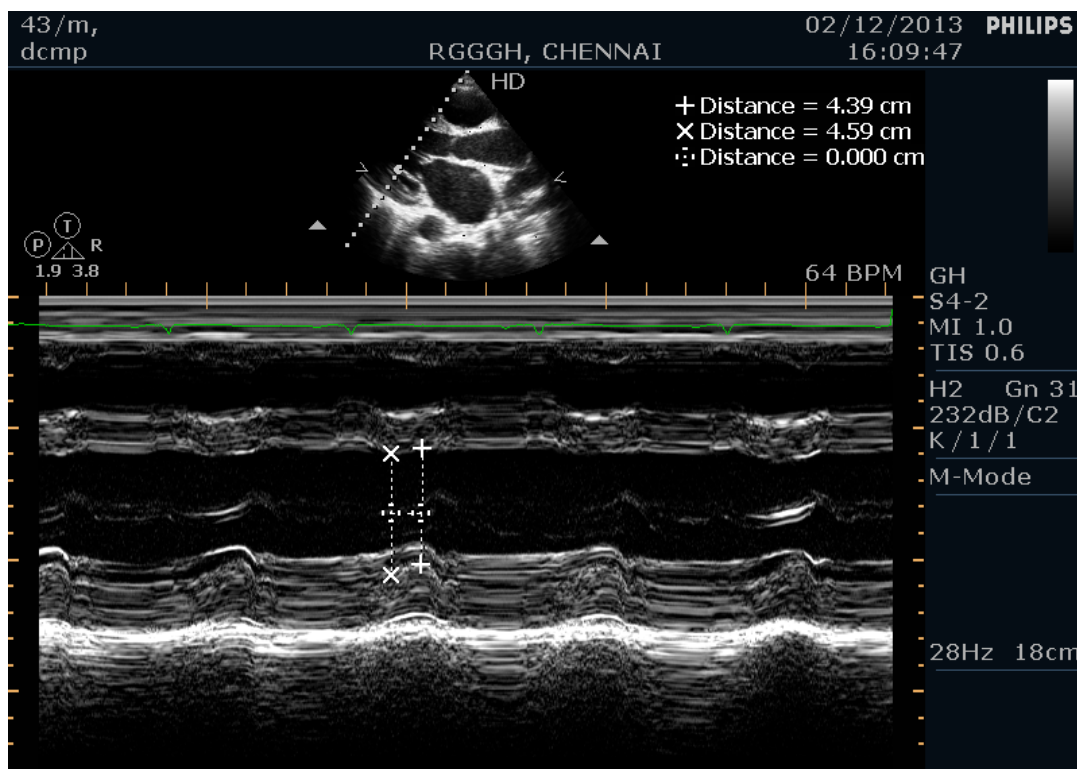 43/m, 02/12/2013 PHILIPS
dcmp RGGGH, CHENNAI 16:09:47
HD
+ Distance = 4.39 cm
× Distance = 4.59 cm
Distance = 0.000 cm
T
P R
1.9 3.8
64 BPM
GH
S4-2
MI 1.0
TIS 0.6
H2 Gn 31
232dB/C2
K/1/1
M-Mode
28Hz 18cm